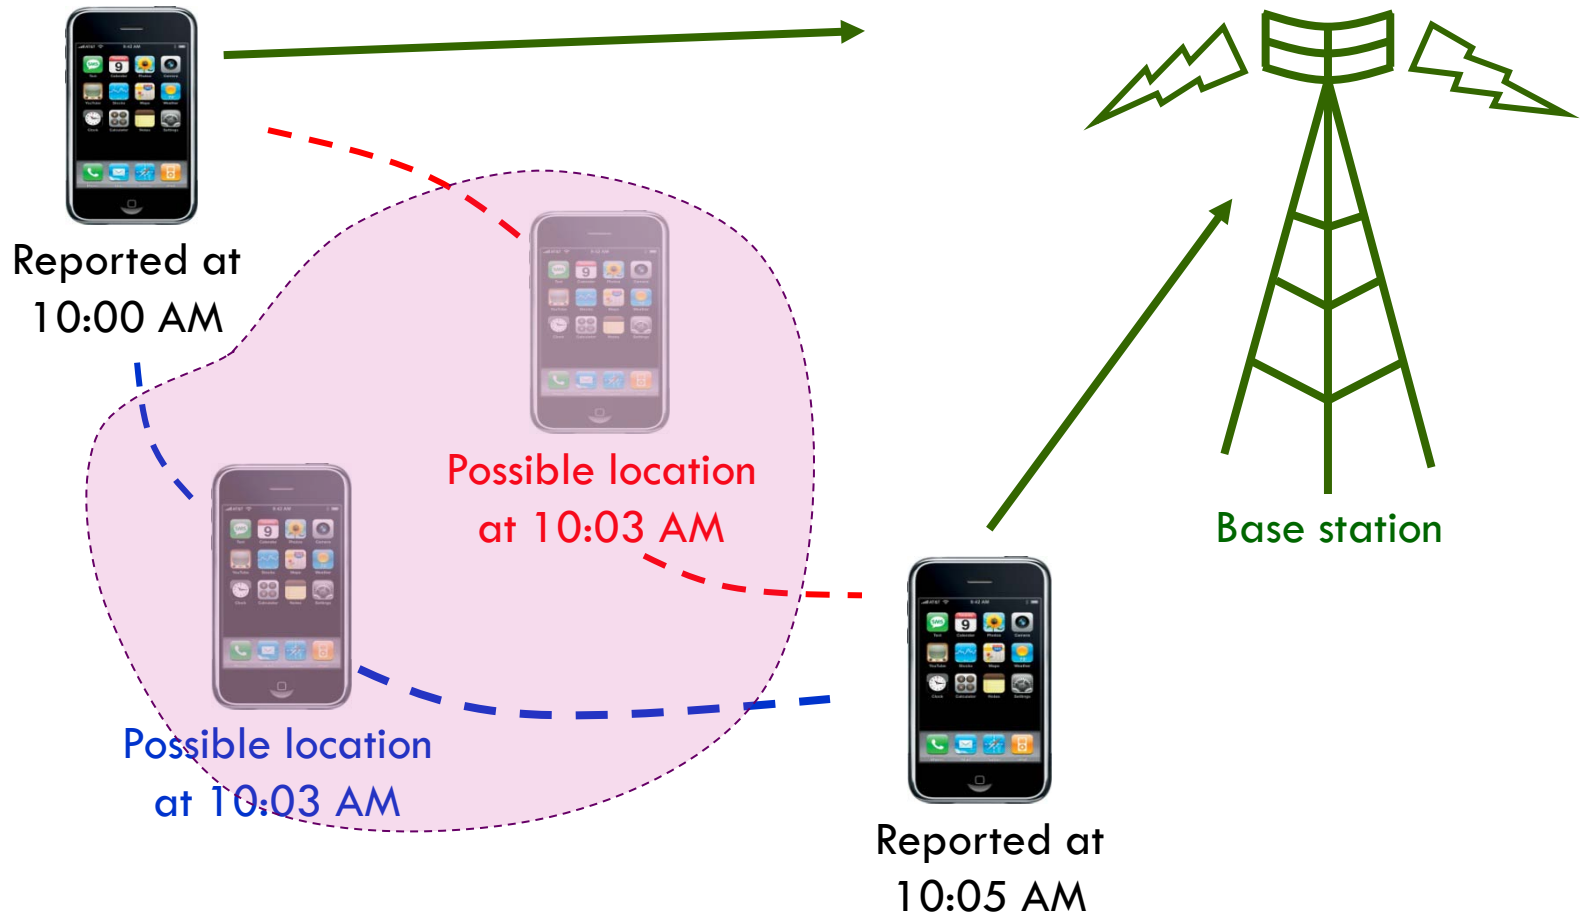 Reported at
10:00 AM
Possible location
at 10:03 AM
Base station
Possible location
at 10:03 AM
Reported at
10:05 AM